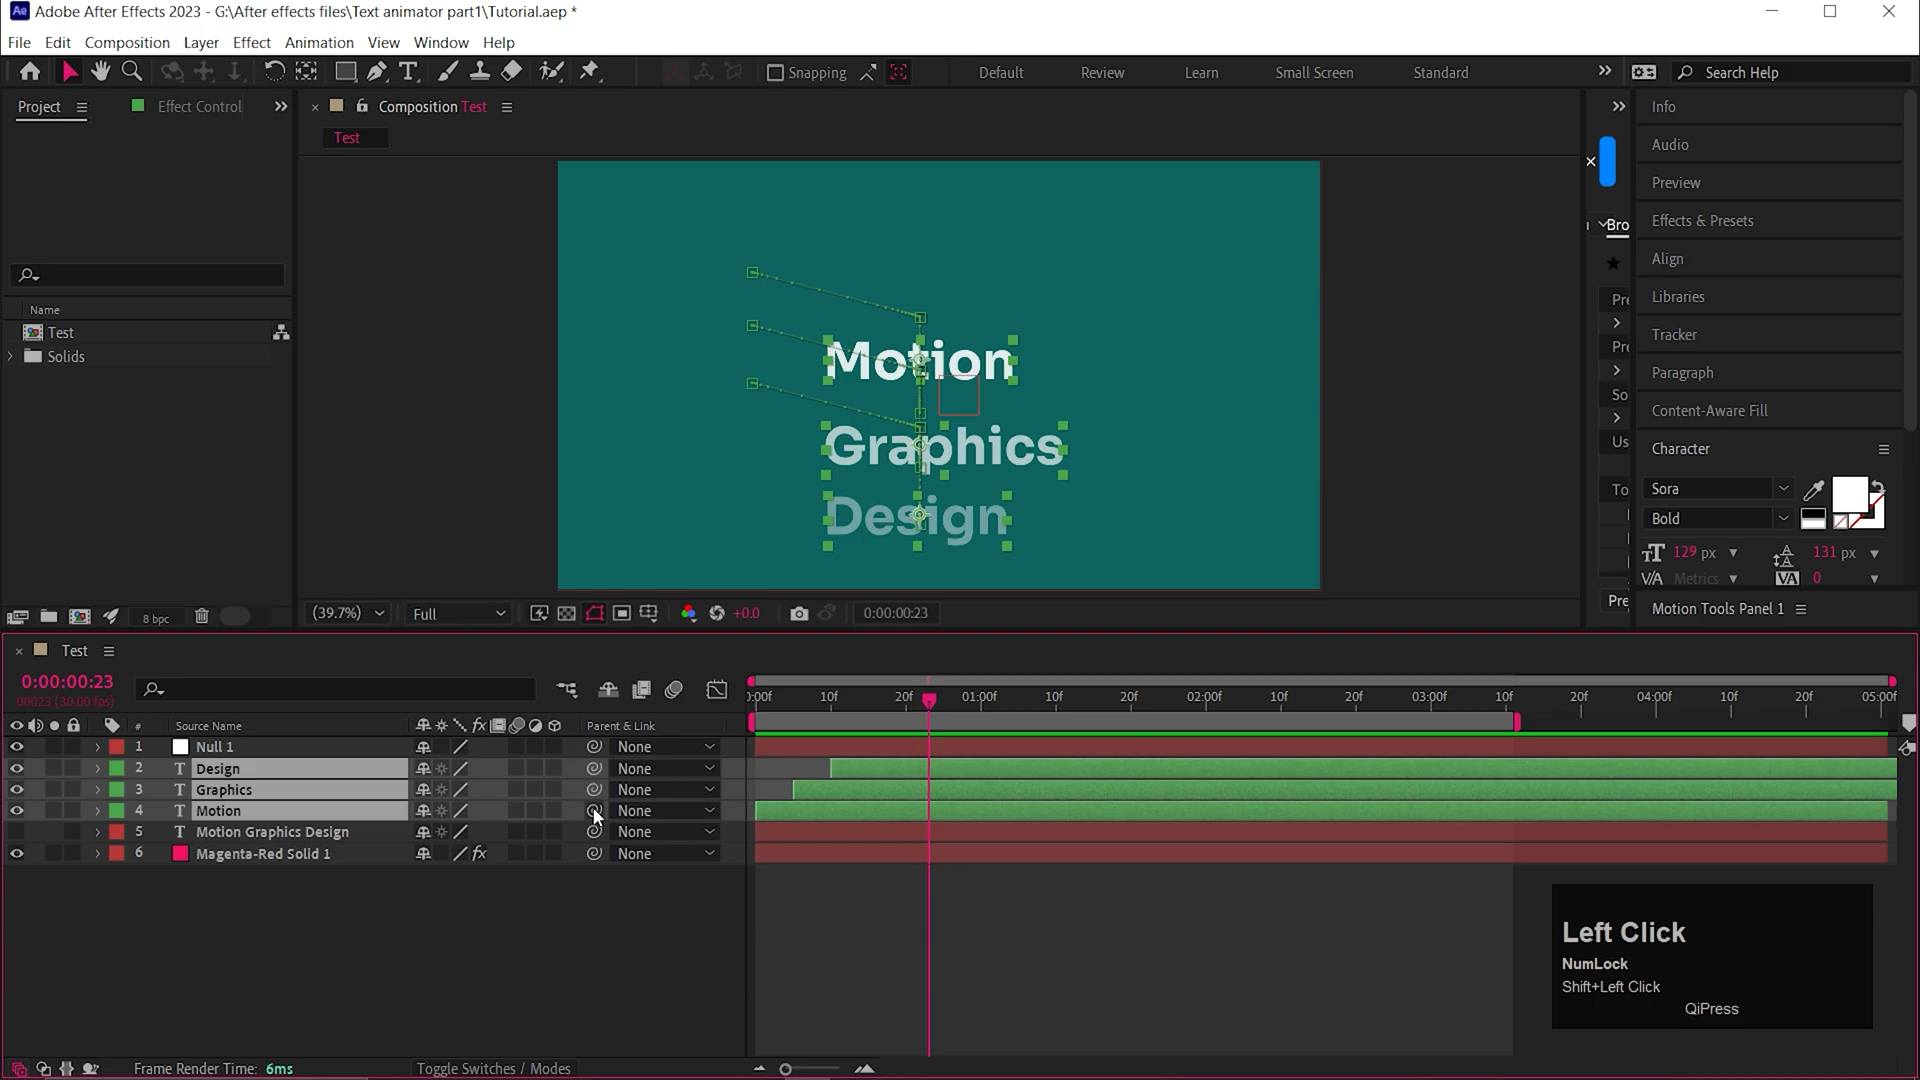 Adobe After Effects 2023 - G:\After effects files\Text animator part1\Tutorial.aep *
File Edit Composition Layer Effect Animation View Window Help
Snapping Default Review Learn Small Screen Standard Search Help
Project Effect Control Composition Test
Test
Name
Test
Solids
8 bpc
Motion
Graphics
Design
(39.7%) Full +0.0 0:00:00:23
Bro
Pre
Pre
So
Us
To
Pre
Info
Audio
Preview
Effects & Presets
Align
Libraries
Tracker
Paragraph
Content-Aware Fill
Character
Sora
Bold
129 px 131 px
Metrics 0
Motion Tools Panel 1
Test
0:00:00:23
00023 (30.00 fps)
# Source Name Parent & Link
1 Null 1 None
2 T Design None
3 T Graphics None
4 T Motion None
5 T Motion Graphics Design None
6 Magenta-Red Solid 1 None
):00f 10f 20f 01:00f 10f 20f 02:00f 10f 20f 03:00f 10f 20f 04:00f 10f 20f 05:00f
Left Click
NumLock
Shift+Left Click
QiPress
Frame Render Time: 6ms Toggle Switches / Modes